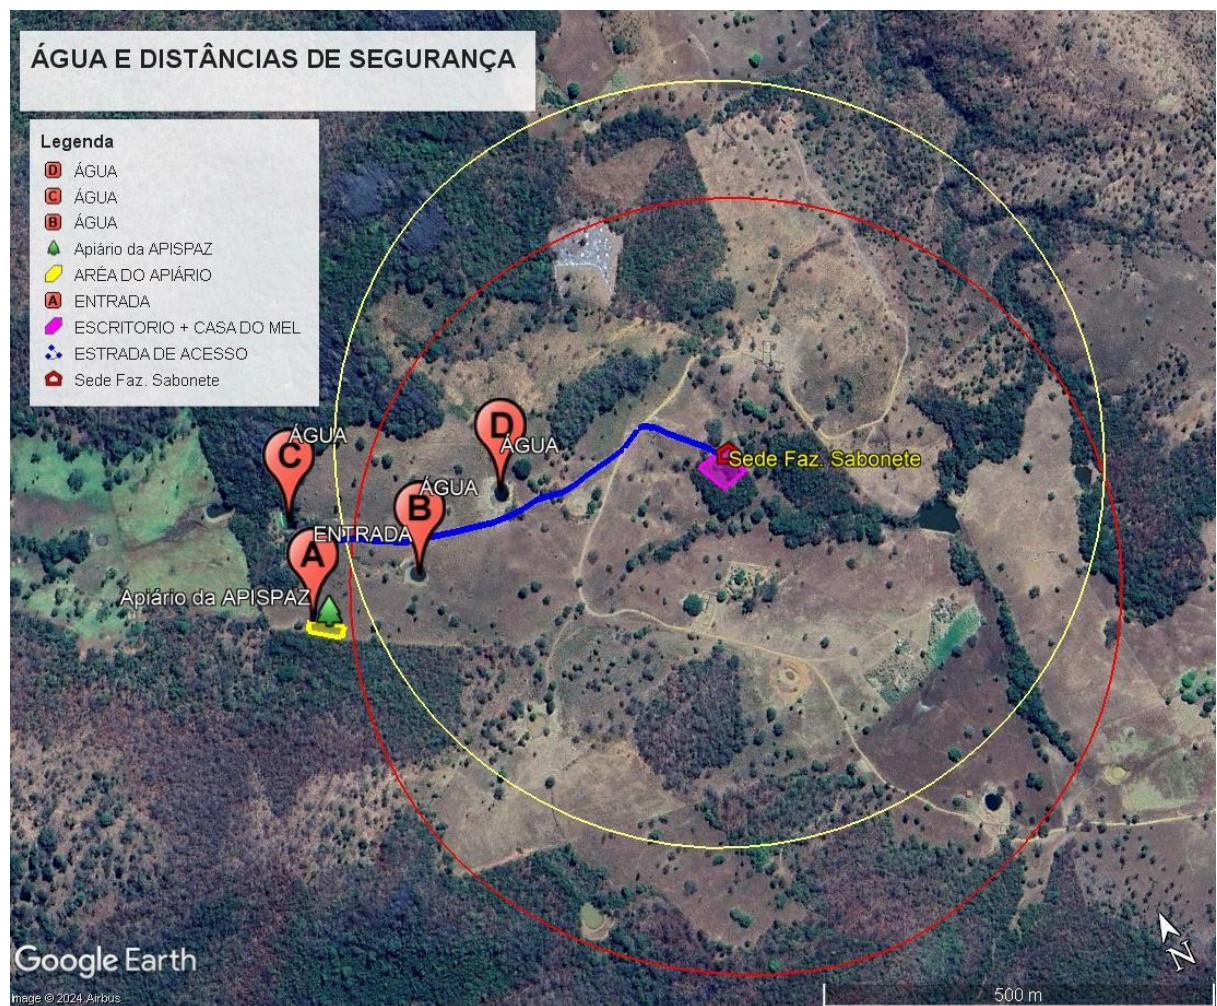 ÁGUA E DISTÂNCIAS DE SEGURANÇA
Legenda
D ÁGUA
C ÁGUA
B ÁGUA
Apiário da APISPAZ
ARÉA DO APIÁRIO
A ENTRADA
ESCRITORIO + CASA DO MEL
ESTRADA DE ACESSO
Sede Faz. Sabonete
D
ÁGUA
C
ÁGUA
B
ÁGUA
Sede Faz. Sabonete
ENTRADA
A
Apiário da APISPAZ
Google Earth
Image © 2024 Airbus
500 m
N